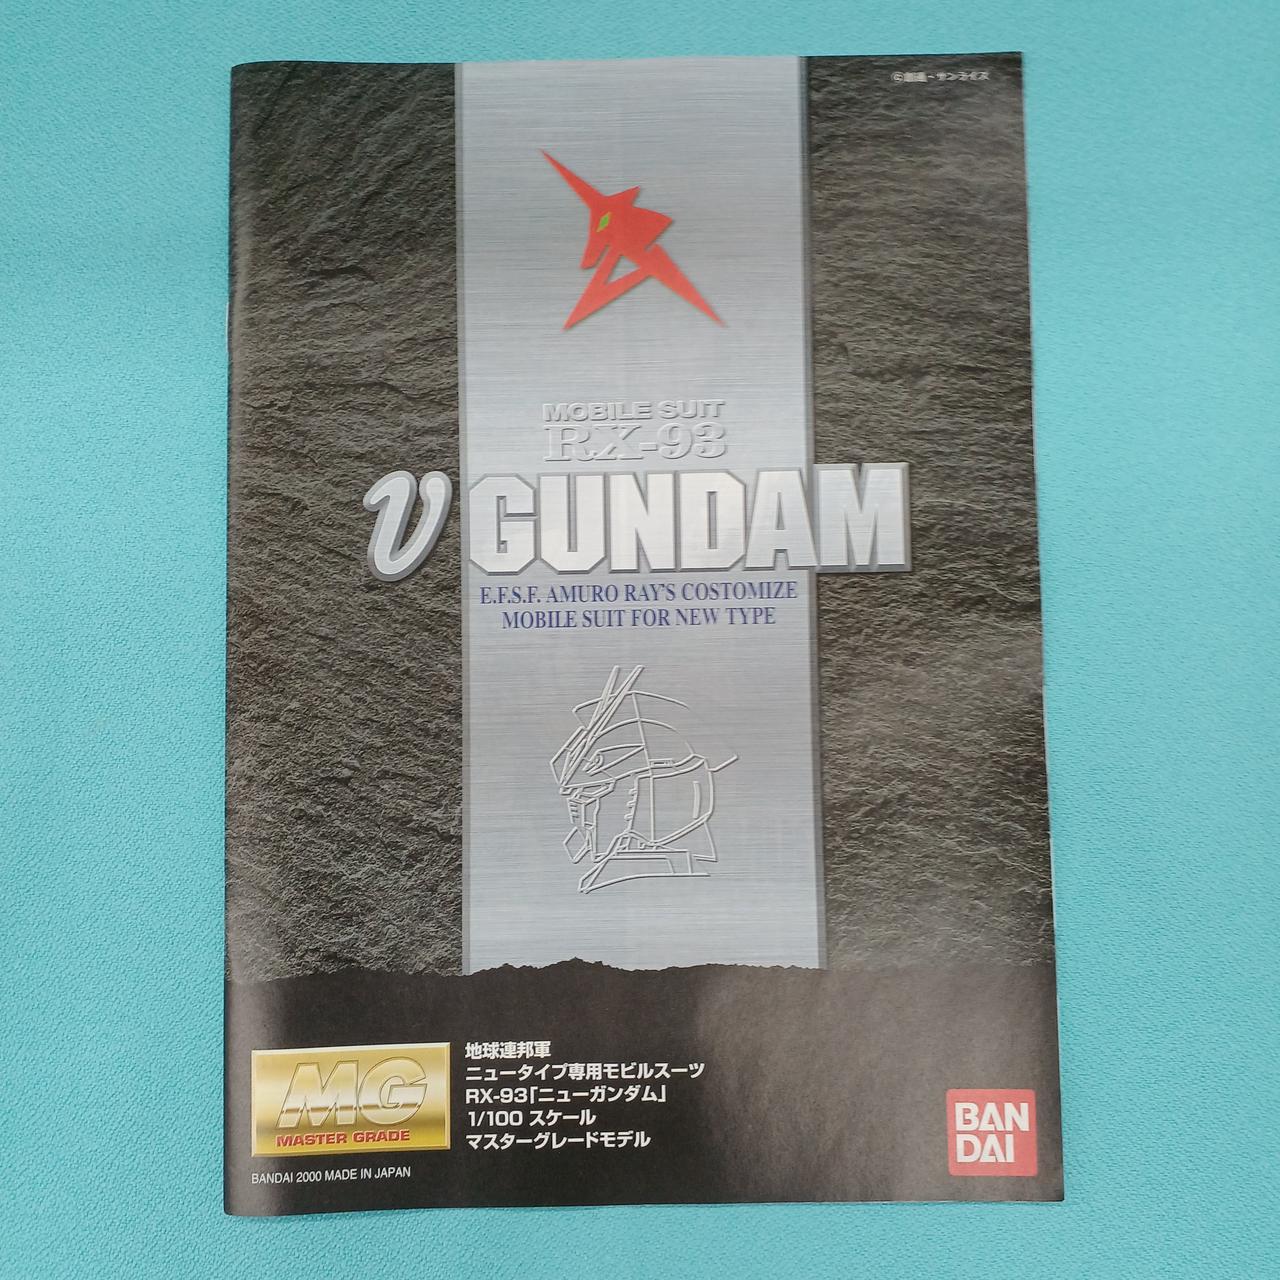 ©創通・サンライズ
MOBILE SUIT
RX-93
ν GUNDAM
E.F.S.F. AMURO RAY'S COSTOMIZE
MOBILE SUIT FOR NEW TYPE
MG
MASTER GRADE
BANDAI 2000 MADE IN JAPAN
地球連邦軍
ニュータイプ専用モビルスーツ
RX-93「ニューガンダム」
1/100 スケール
マスターグレードモデル
BAN
DAI